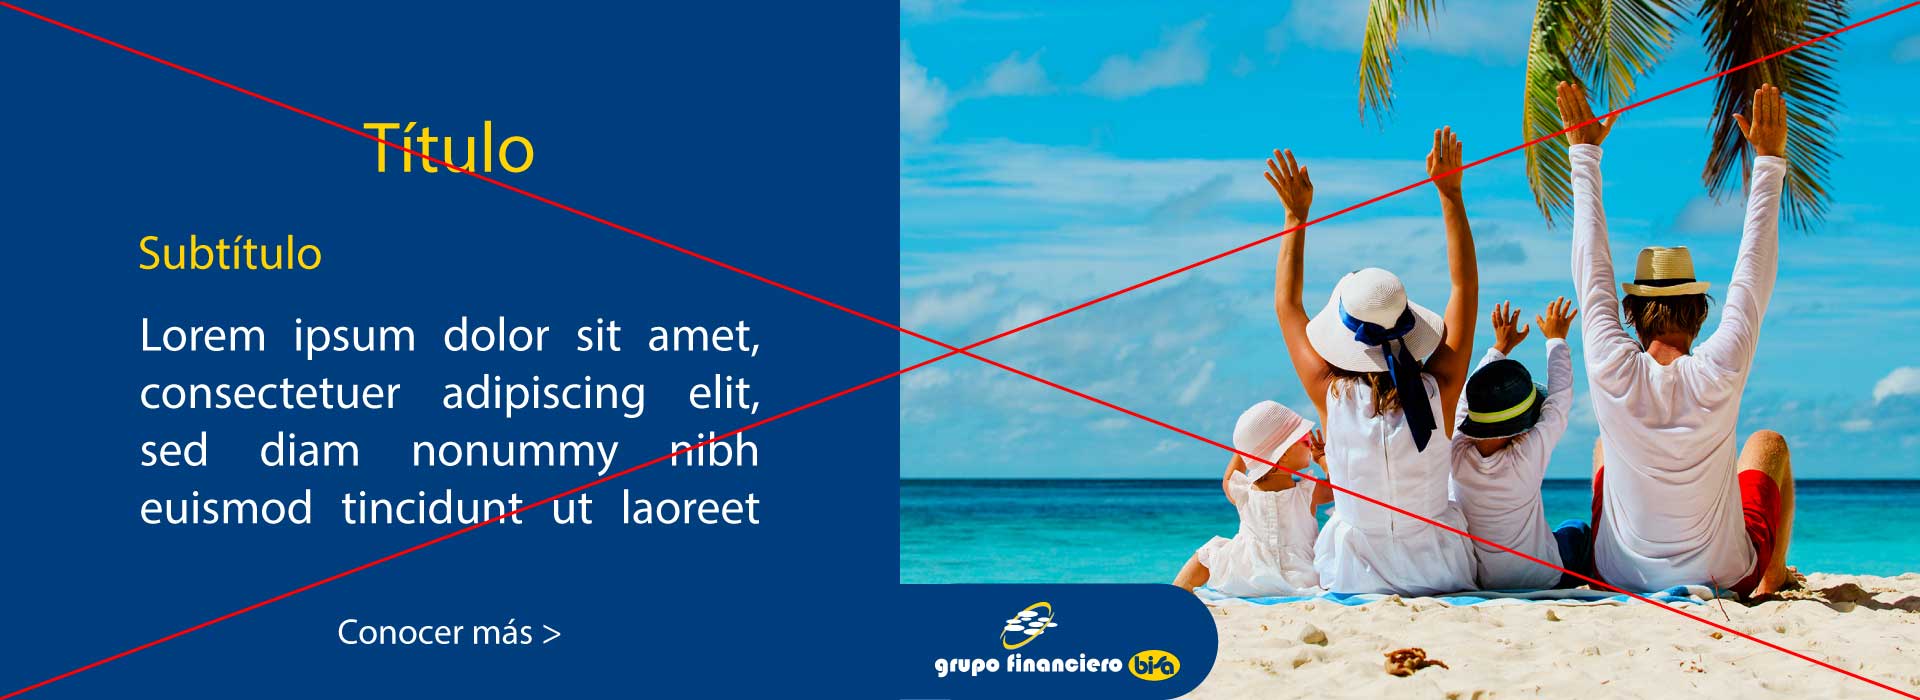 Título
Subtítulo
Lorem ipsum dolor sit amet,
consectetuer adipiscing elit,
sed diam nonummy nibh
euismod tincidunt ut laoreet
Conocer más >
grupo financiero bisa